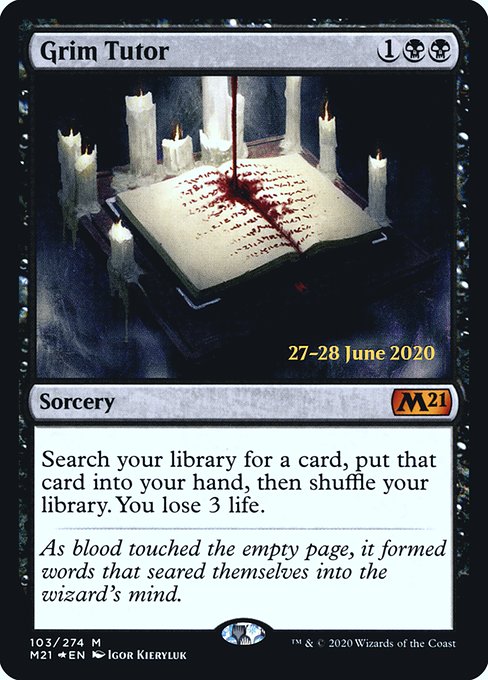 Grim Tutor 1
27–28 June 2020
Sorcery M21
Search your library for a card, put that
card into your hand, then shuffle your
library. You lose 3 life.
As blood touched the empty page, it formed
words that seared themselves into the
wizard's mind.
103/274 M
M21 ★ EN Igor Kieryluk
™ & © 2020 Wizards of the Coast